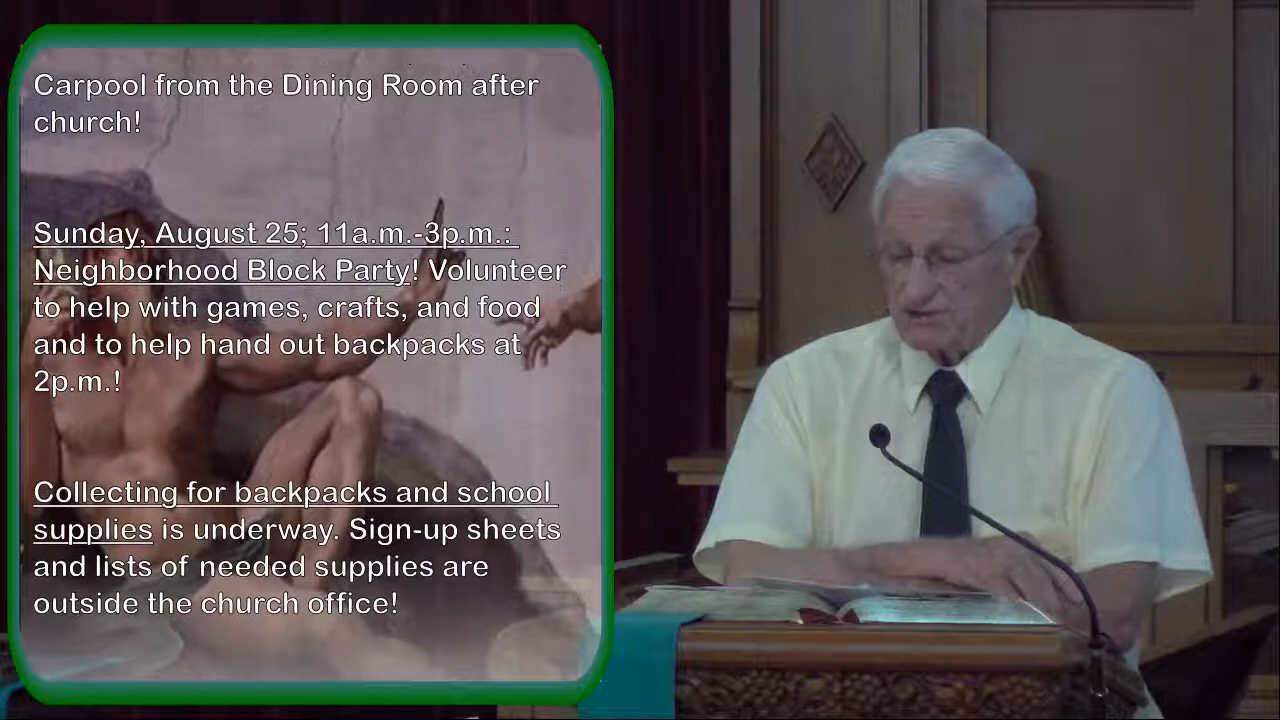 Carpool from the Dining Room after
church!
Sunday, August 25; 11a.m.-3p.m.:
Neighborhood Block Party! Volunteer
to help with games, crafts, and food
and to help hand out backpacks at
2p.m.!
Collecting for backpacks and school
supplies is underway. Sign-up sheets
and lists of needed supplies are
outside the church office!